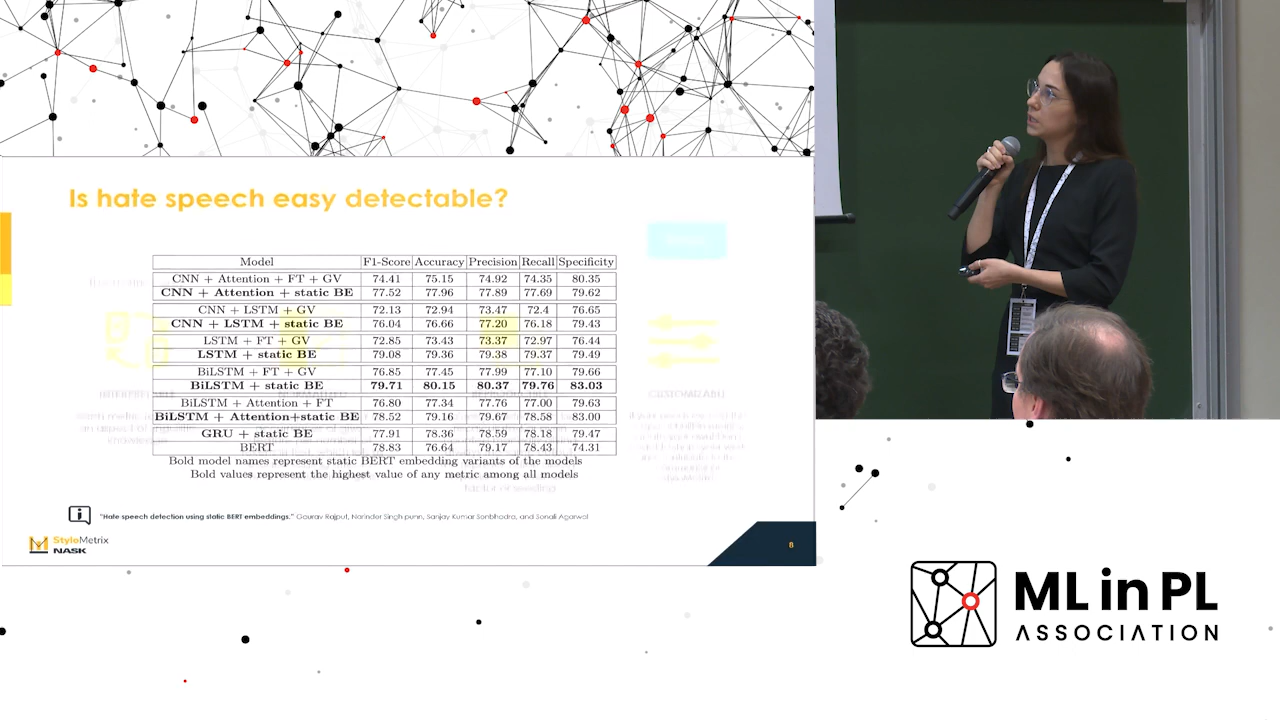 Is hate speech easy detectable?
Model F1-Score Accuracy Precision Recall Specificity
CNN + Attention + FT + GV 74.41 75.15 74.92 74.35 80.35
CNN + Attention + static BE 77.52 77.96 77.89 77.69 79.62
CNN + LSTM + GV 72.13 72.94 73.47 72.4 76.65
CNN + LSTM + static BE 76.04 76.66 77.20 76.18 79.43
LSTM + FT + GV 72.85 73.43 73.37 72.97 76.44
LSTM + static BE 79.08 79.36 79.38 79.37 79.49
BiLSTM + FT + GV 76.85 77.45 77.99 77.10 79.66
BiLSTM + static BE 79.71 80.15 80.37 79.76 83.03
BiLSTM + Attention + FT 76.80 77.34 77.76 77.00 79.63
BiLSTM + Attention+static BE 78.52 79.16 79.67 78.58 83.00
GRU + static BE 77.91 78.36 78.59 78.18 79.47
BERT 78.83 76.64 79.17 78.43 74.31
Bold model names represent static BERT embedding variants of the models
Bold values represent the highest value of any metric among all models
CUSTOMIZABLE
"Hate speech detection using static BERT embeddings." Gaurav Rajput, Narinder Singh punn, Sanjay Kumar Sonbhadra, and Sonali Agarwal
StyloMetrix
NASK
8
ML in PL
ASSOCIATION